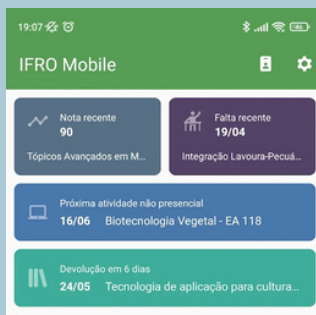 19:07
IFRO Mobile
Nota recente
90
Tópicos Avançados em M...
Falta recente
19/04
Integração Lavoura-Pecuá...
Próxima atividade não presencial
16/06 Biotecnologia Vegetal - EA 118
Devolução em 6 dias
24/05 Tecnologia de aplicação para cultura...